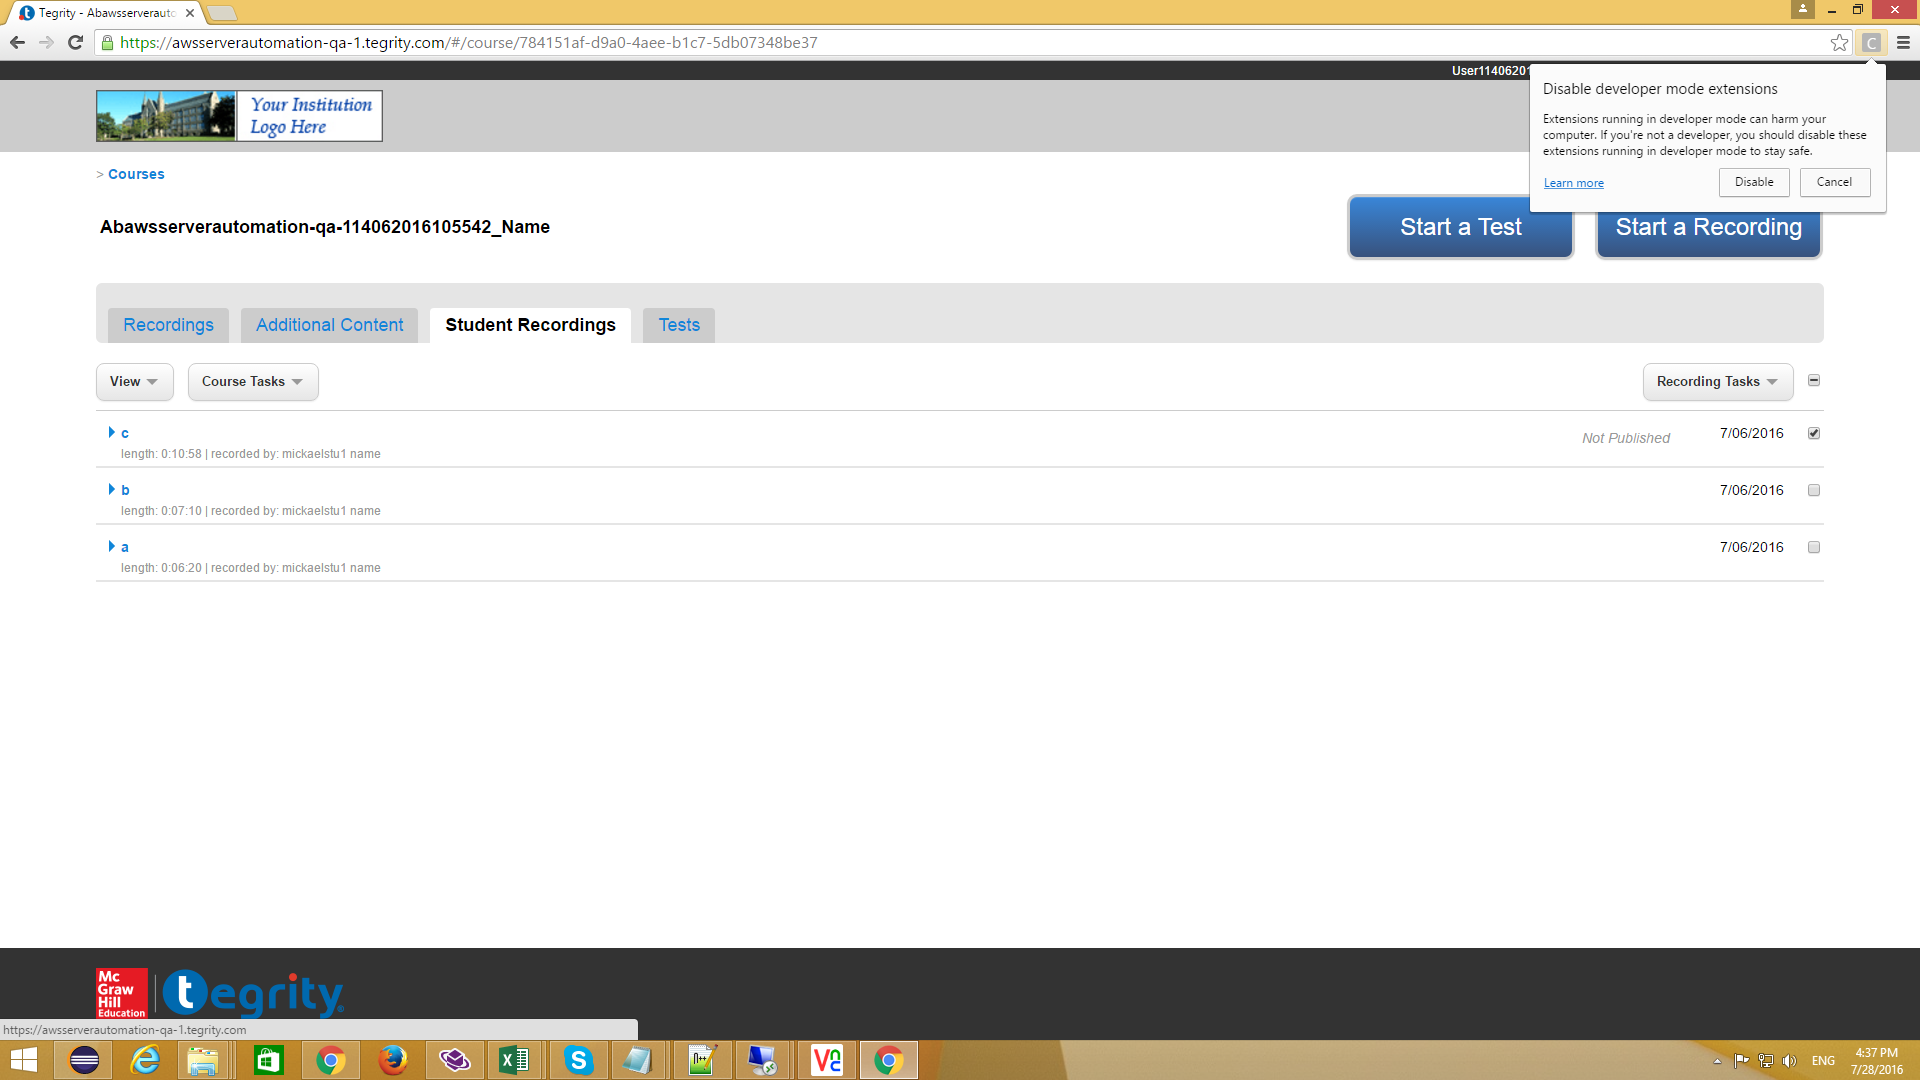 Tegrity - Abawsserverauto
https://awsserverautomation-qa-1.tegrity.com/#/course/784151af-d9a0-4aee-b1c7-5db07348be37
C
User11406201
Disable developer mode extensions
Extensions running in developer mode can harm your
computer. If you're not a developer, you should disable these
extensions running in developer mode to stay safe.
Learn more
Disable
Cancel
Your Institution
Logo Here
> Courses
Abawsserverautomation-qa-114062016105542_Name
Start a Test
Start a Recording
Recordings
Additional Content
Student Recordings
Tests
View
Course Tasks
Recording Tasks
c
Not Published
7/06/2016
length: 0:10:58 | recorded by: mickaelstu1 name
b
7/06/2016
length: 0:07:10 | recorded by: mickaelstu1 name
a
7/06/2016
length: 0:06:20 | recorded by: mickaelstu1 name
Mc
Graw
Hill
Education
tegrity
https://awsserverautomation-qa-1.tegrity.com
ENG
4:37 PM
7/28/2016